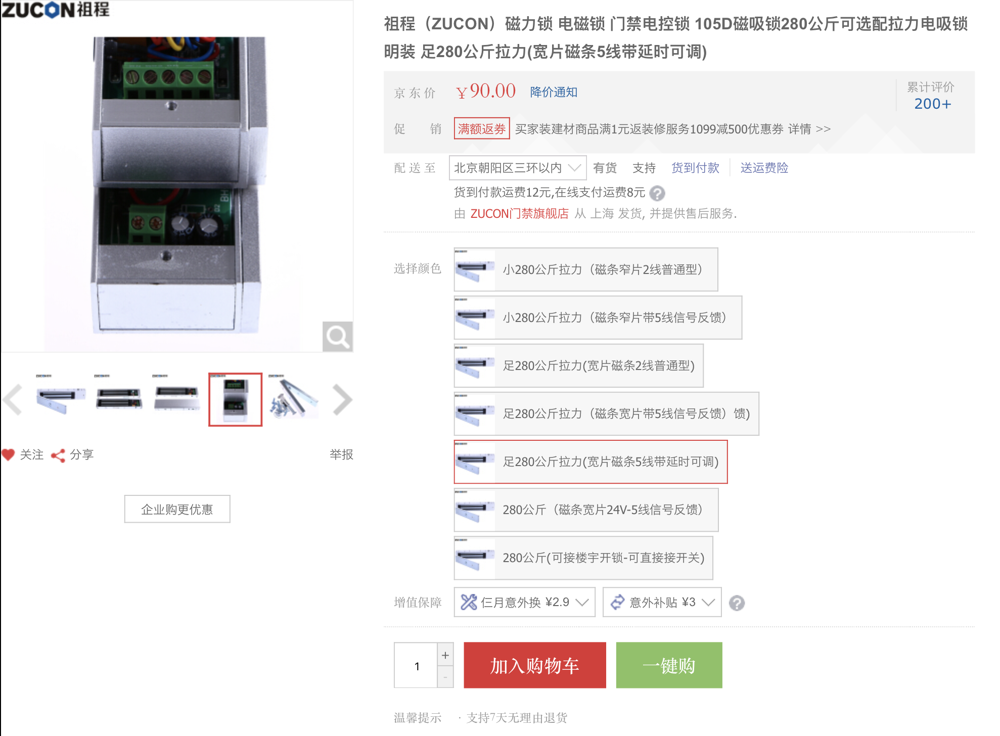 ZUCON祖程
祖程（ZUCON）磁力锁 电磁锁 门禁电控锁 105D磁吸锁280公斤可选配拉力电吸锁
明装 足280公斤拉力(宽片磁条5线带延时可调)
京东价 ￥90.00 降价通知
累计评价
200+
促销 满额返券 买家装建材商品满1元返装修服务1099减500优惠券 详情 >>
配送至 北京朝阳区三环以内 有货 支持 货到付款 送运费险
货到付款运费12元,在线支付运费8元 ?
由 ZUCON门禁旗舰店 从 上海 发货, 并提供售后服务.
选择颜色
小280公斤拉力（磁条窄片2线普通型）
小280公斤拉力（磁条窄片带5线信号反馈）
足280公斤拉力(宽片磁条2线普通型)
足280公斤拉力（磁条宽片带5线信号反馈）馈)
足280公斤拉力(宽片磁条5线带延时可调)
280公斤（磁条宽片24V-5线信号反馈）
280公斤(可接楼宇开锁-可直接接开关)
关注 分享 举报
企业购更优惠
增值保障 仨月意外换 ¥2.9 意外补贴 ¥3 ?
1 + -
加入购物车 一键购
温馨提示 · 支持7天无理由退货